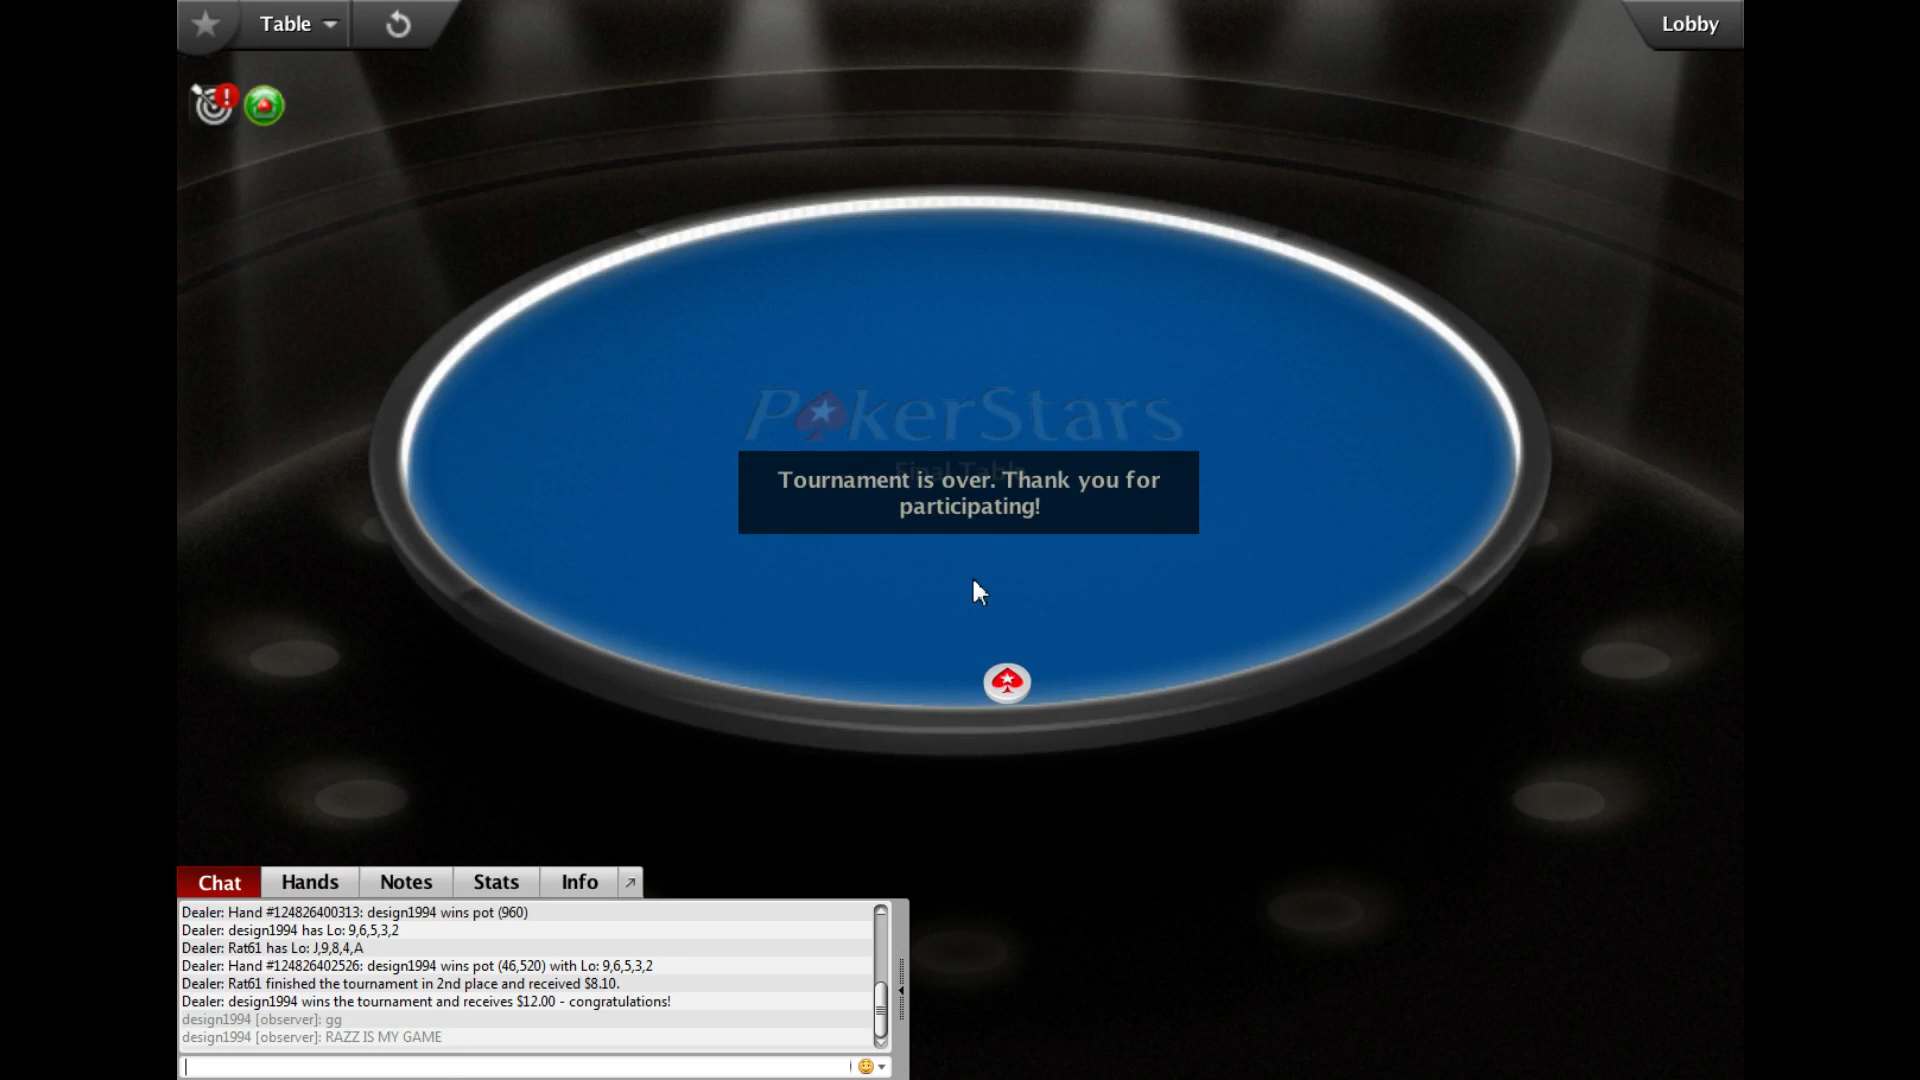 Table
Lobby
PokerStars
Final Table
Tournament is over. Thank you for
participating!
Chat
Hands
Notes
Stats
Info
Dealer: Hand #124826400313: design1994 wins pot (960)
Dealer: design1994 has Lo: 9,6,5,3,2
Dealer: Rat61 has Lo: J,9,8,4,A
Dealer: Hand #124826402526: design1994 wins pot (46,520) with Lo: 9,6,5,3,2
Dealer: Rat61 finished the tournament in 2nd place and received $8.10.
Dealer: design1994 wins the tournament and receives $12.00 - congratulations!
design1994 [observer]: gg
design1994 [observer]: RAZZ IS MY GAME